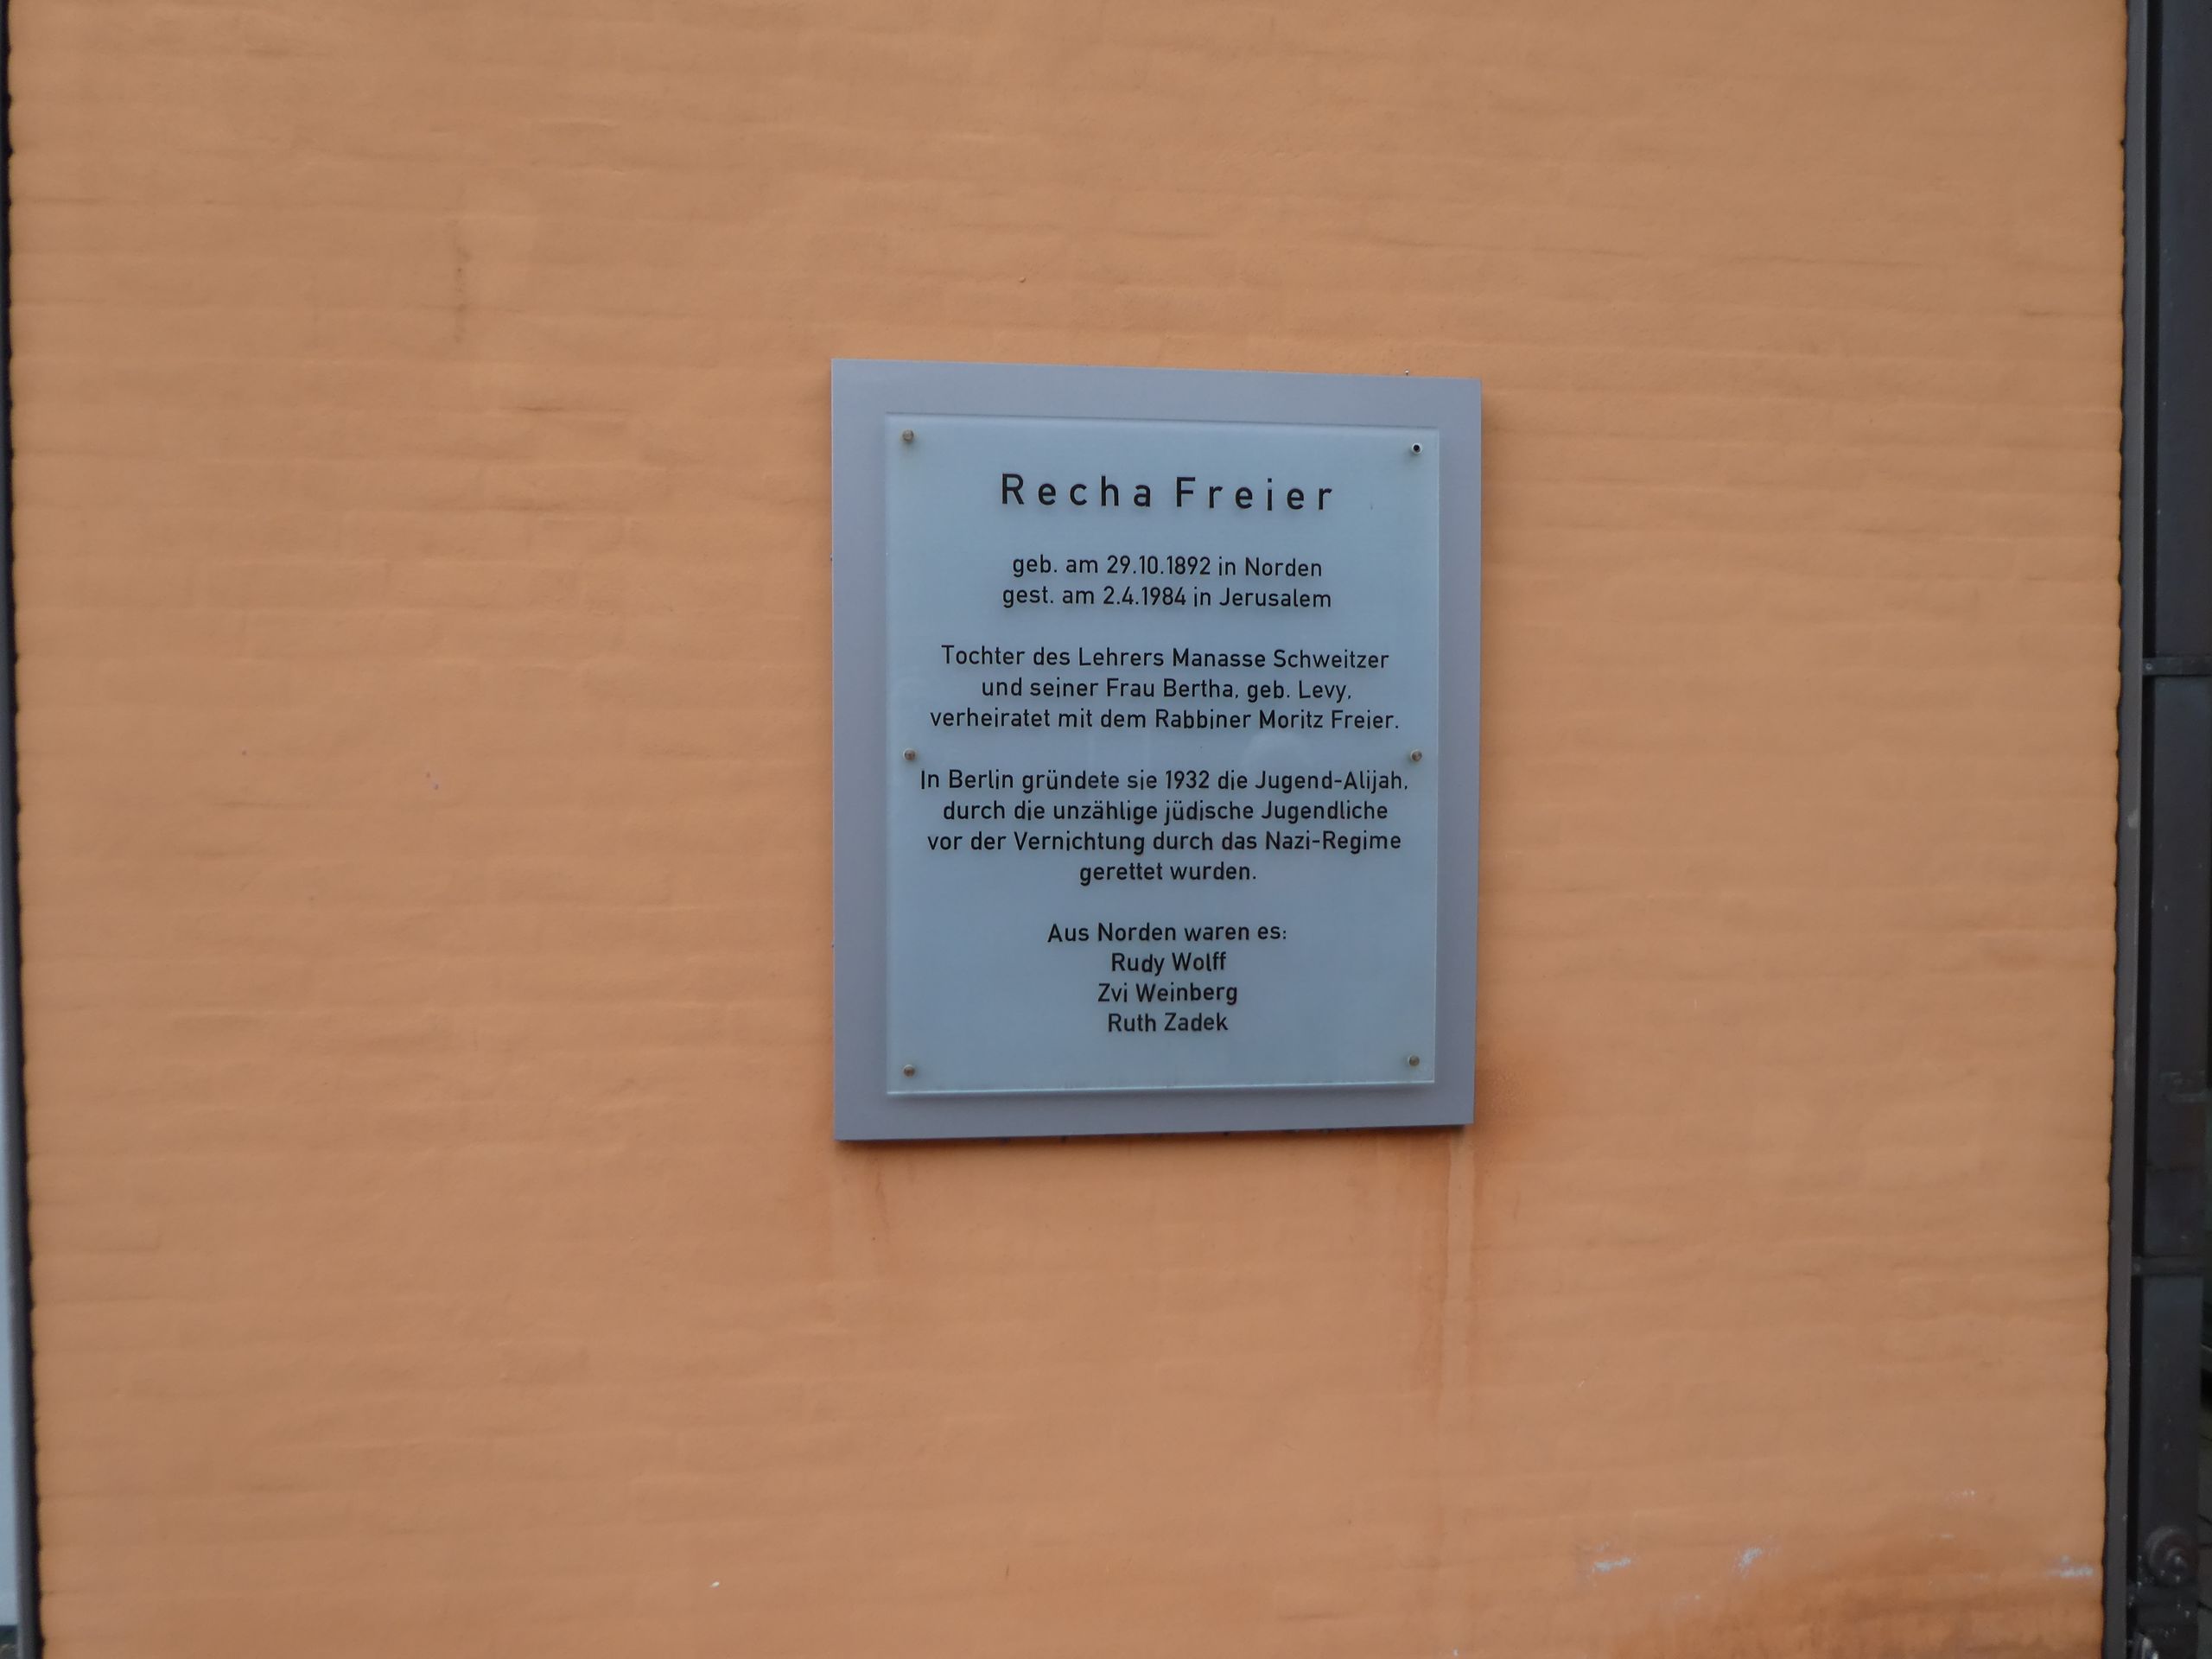 Recha Freier
geb. am 29.10.1892 in Norden
gest. am 2.4.1984 in Jerusalem
Tochter des Lehrers Manasse Schweitzer
und seiner Frau Bertha, geb. Levy,
verheiratet mit dem Rabbiner Moritz Freier.
In Berlin gründete sie 1932 die Jugend-Alijah,
durch die unzählige jüdische Jugendliche
vor der Vernichtung durch das Nazi-Regime
gerettet wurden.
Aus Norden waren es:
Rudy Wolff
Zvi Weinberg
Ruth Zadek